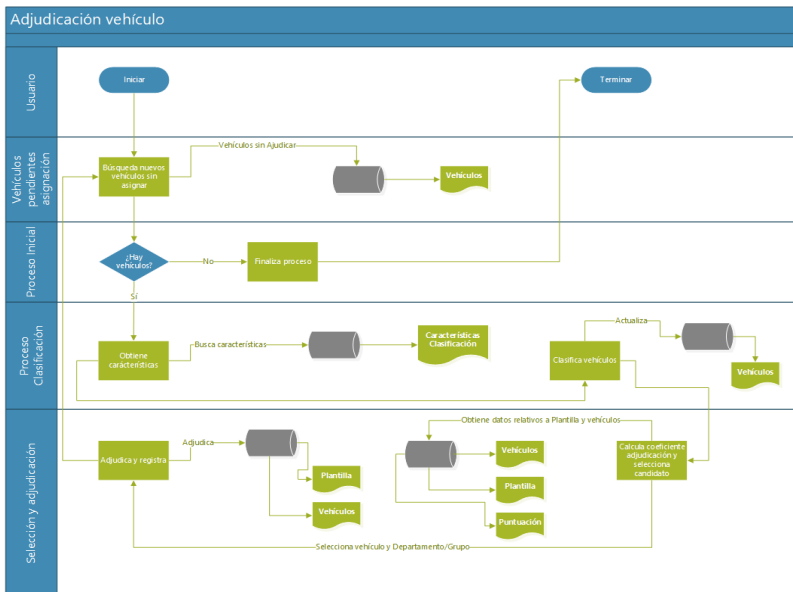 Adjudicación vehículo
Usuario
Iniciar
Terminar
Vehículos
pendientes
asignación
Búsqueda nuevos
vehículos sin
asignar
Vehículos sin Ajudicar
Vehículos
Proceso Inicial
¿Hay
vehículos?
No
Finaliza proceso
Sí
Proceso
Clasificación
Obtiene
carácterísticas
Busca características
Características
Clasificación
Clasifica vehículos
Actualiza
Vehículos
Selección y adjudicación
Adjudica y registra
Adjudica
Plantilla
Vehículos
Obtiene datos relativos a Plantilla y vehículos
Vehículos
Plantilla
Puntuación
Calcula coeficiente
adjudicación y
selecciona
candidato
Selecciona vehículo y Departamento/Grupo